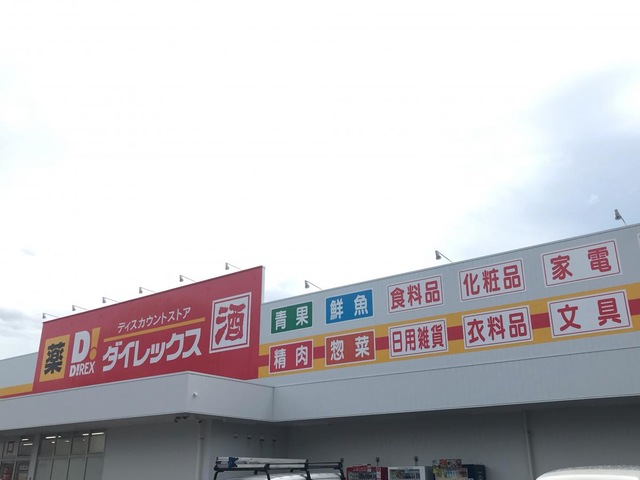 薬
D!
D!REX
ディスカウントストア
ダイレックス
酒
青果
鮮魚
食料品
化粧品
家電
精肉
惣菜
日用雑貨
衣料品
文具